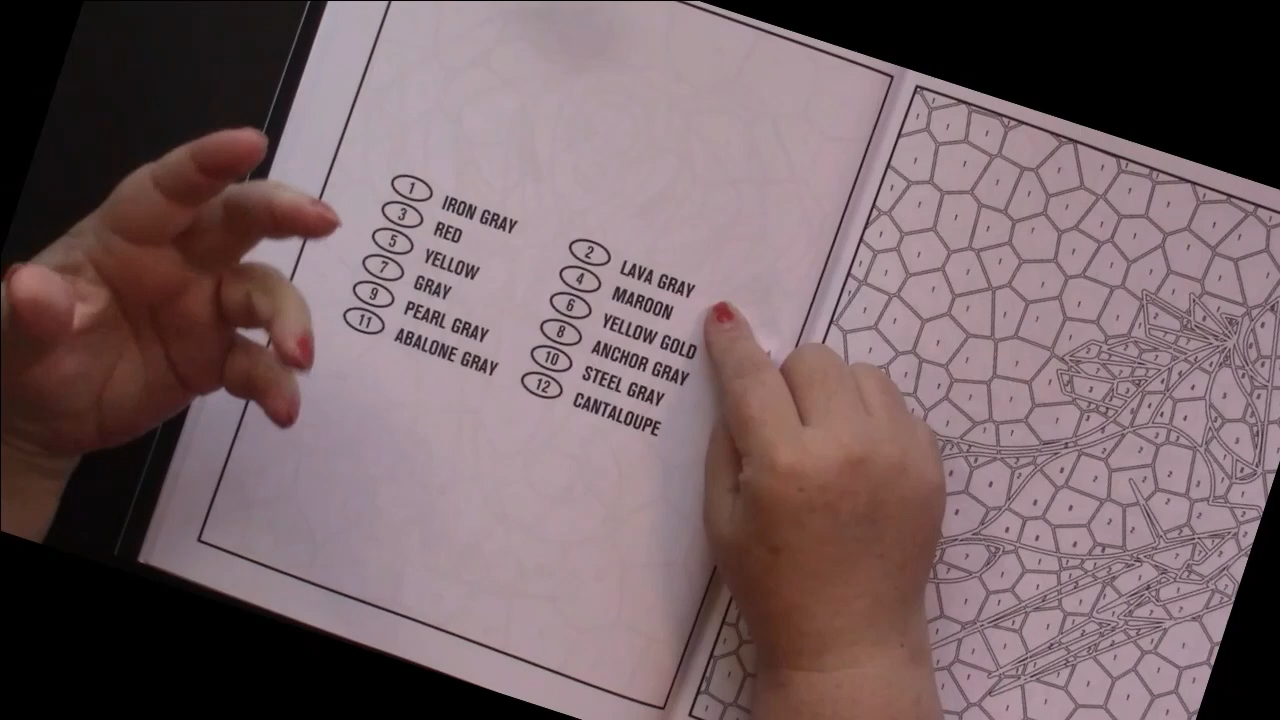 1 IRON GRAY
2 LAVA GRAY
3 RED
4 MAROON
5 YELLOW
6 YELLOW GOLD
7 GRAY
8 ANCHOR GRAY
9 PEARL GRAY
10 STEEL GRAY
11 ABALONE GRAY
12 CANTALOUPE